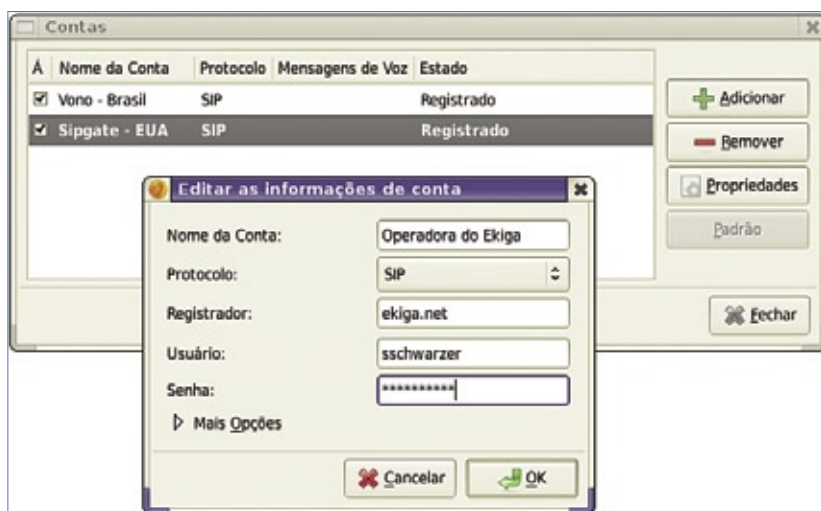 Contas
A Nome da Conta Protocolo Mensagens de Voz Estado
Vono - Brasil SIP Registrado
Sipgate - EUA SIP Registrado
Adicionar
Remover
Propriedades
Padrão
Fechar
Editar as informações de conta
Nome da Conta: Operadora do Ekiga
Protocolo: SIP
Registrador: ekiga.net
Usuário: sschwarzer
Senha: **********
Mais Opções
Cancelar OK